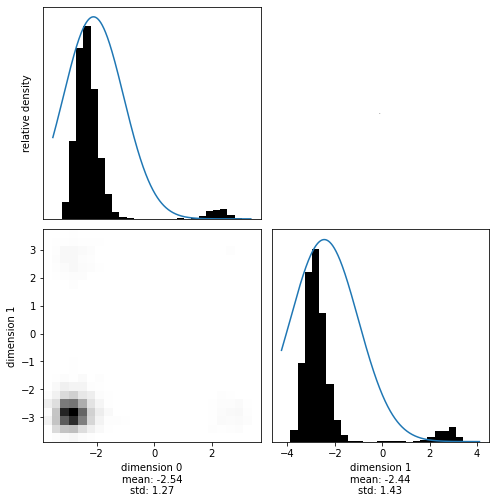 relative density
3
2
1
0
−1
−2
−3
dimension 1
−2
0
2
dimension 0
mean: -2.54
std: 1.27
−4
−2
0
2
4
dimension 1
mean: -2.44
std: 1.43